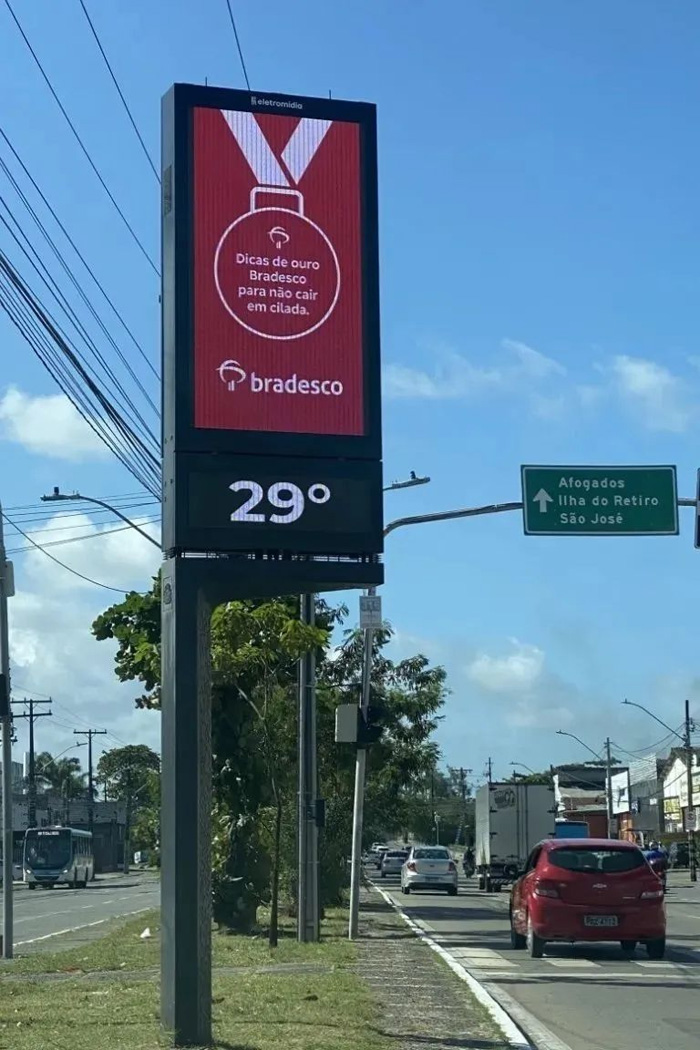 eletromidia
Dicas de ouro
Bradesco
para não cair
em cilada.
bradesco
29°
Afogados
Ilha do Retiro
São José